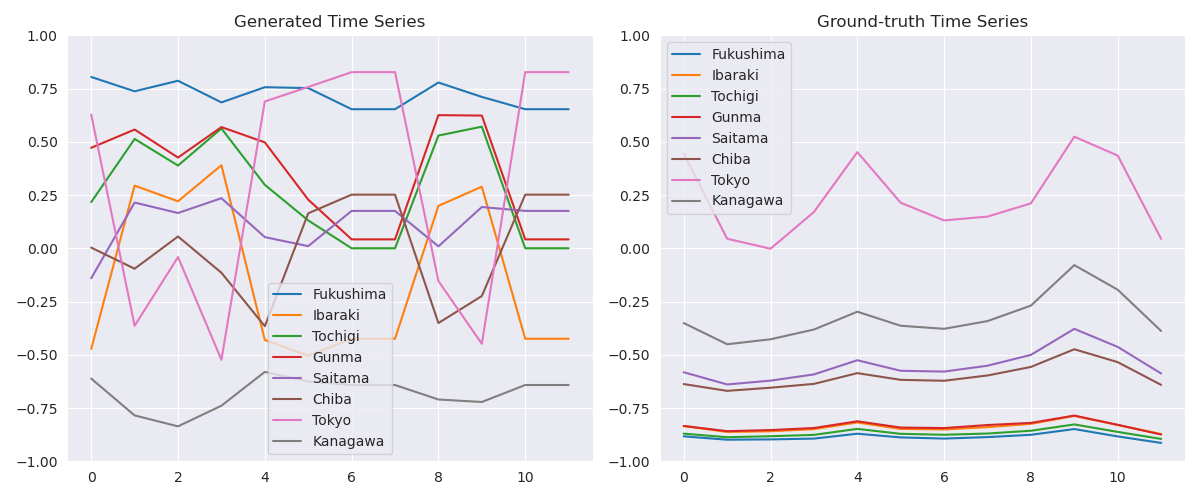 Generated Time Series
1.00
0.75
0.50
0.25
0.00
−0.25
−0.50
−0.75
−1.00
0
2
4
6
8
10
Fukushima
Ibaraki
Tochigi
Gunma
Saitama
Chiba
Tokyo
Kanagawa
Ground-truth Time Series
1.00
0.75
0.50
0.25
0.00
−0.25
−0.50
−0.75
−1.00
0
2
4
6
8
10
Fukushima
Ibaraki
Tochigi
Gunma
Saitama
Chiba
Tokyo
Kanagawa